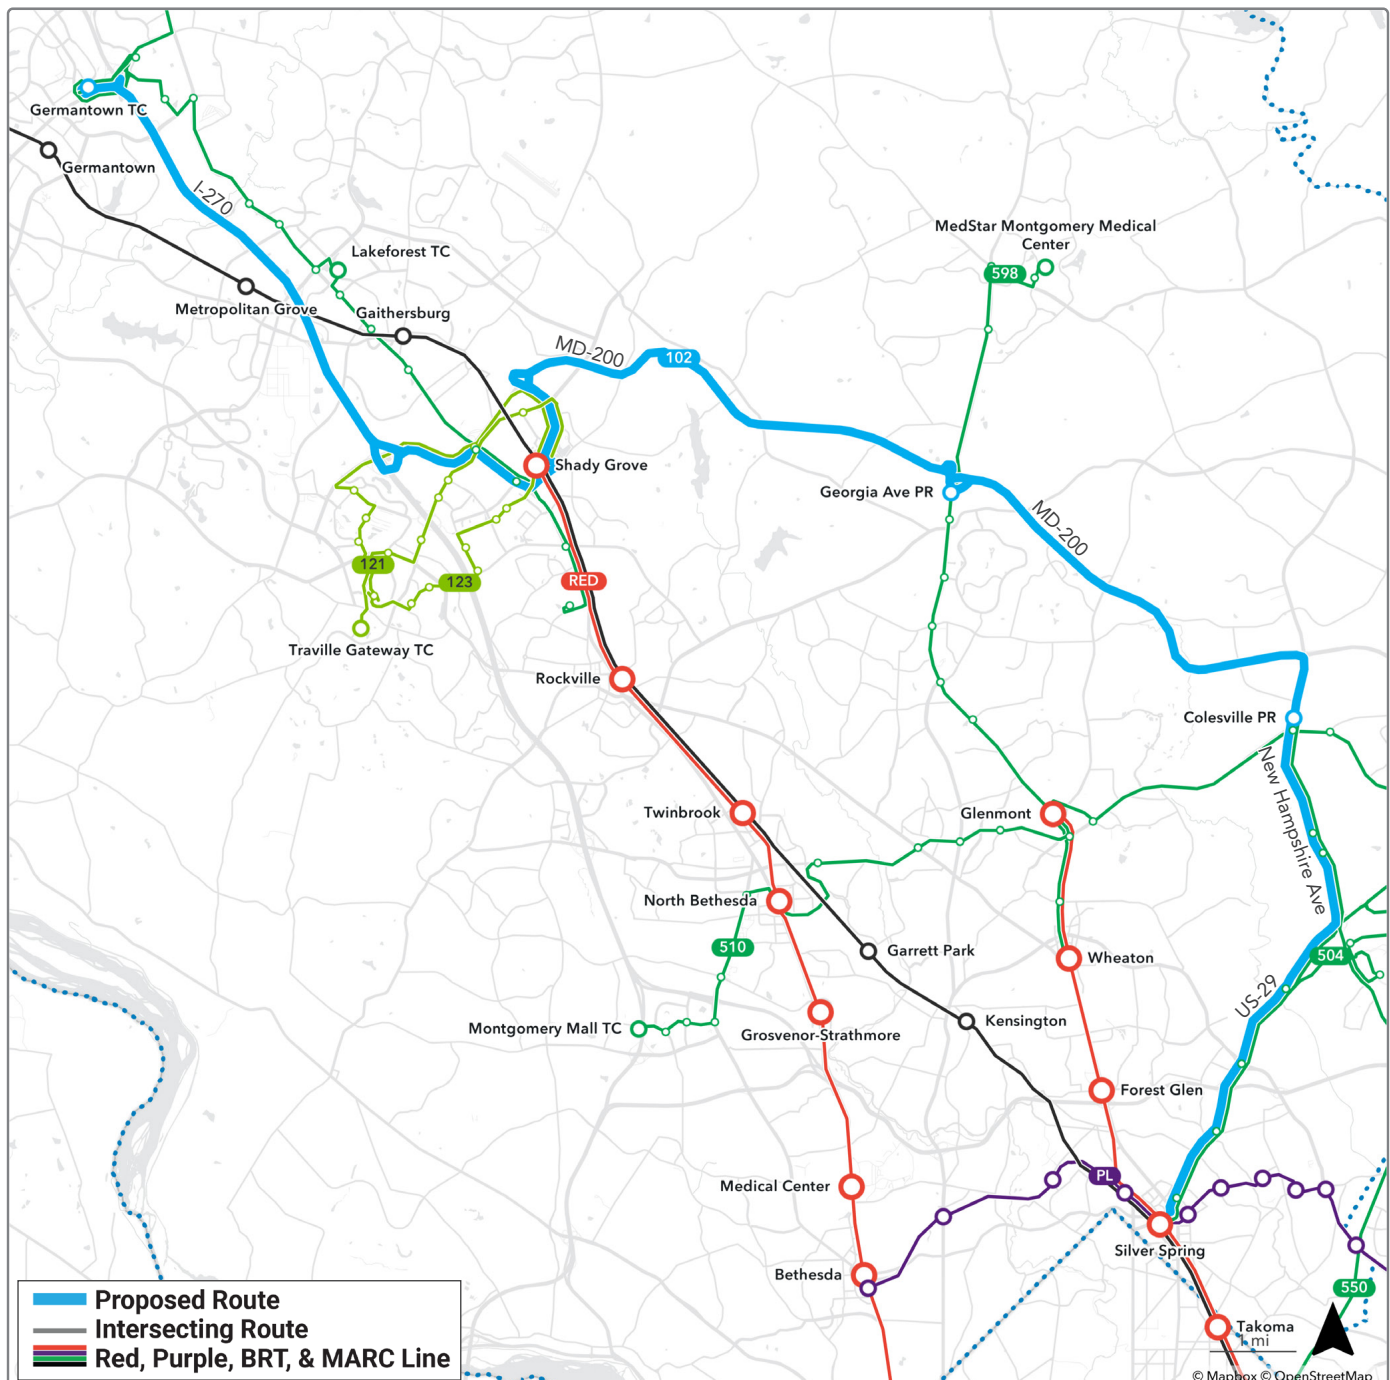 Germantown TC
Germantown
I-270
Lakeforest TC
MedStar Montgomery Medical
Center
598
Metropolitan Grove
Gaithersburg
MD-200
102
Shady Grove
Georgia Ave PR
MD-200
121
123
RED
Traville Gateway TC
Rockville
Colesville PR
New Hampshire Ave
Twinbrook
Glenmont
North Bethesda
510
Garrett Park
Wheaton
504
US-29
Montgomery Mall TC
Grosvenor-Strathmore
Kensington
Forest Glen
Medical Center
PL
Silver Spring
Bethesda
550
Takoma
1 mi
Proposed Route
Intersecting Route
Red, Purple, BRT, & MARC Line
© Mapbox © OpenStreetMap